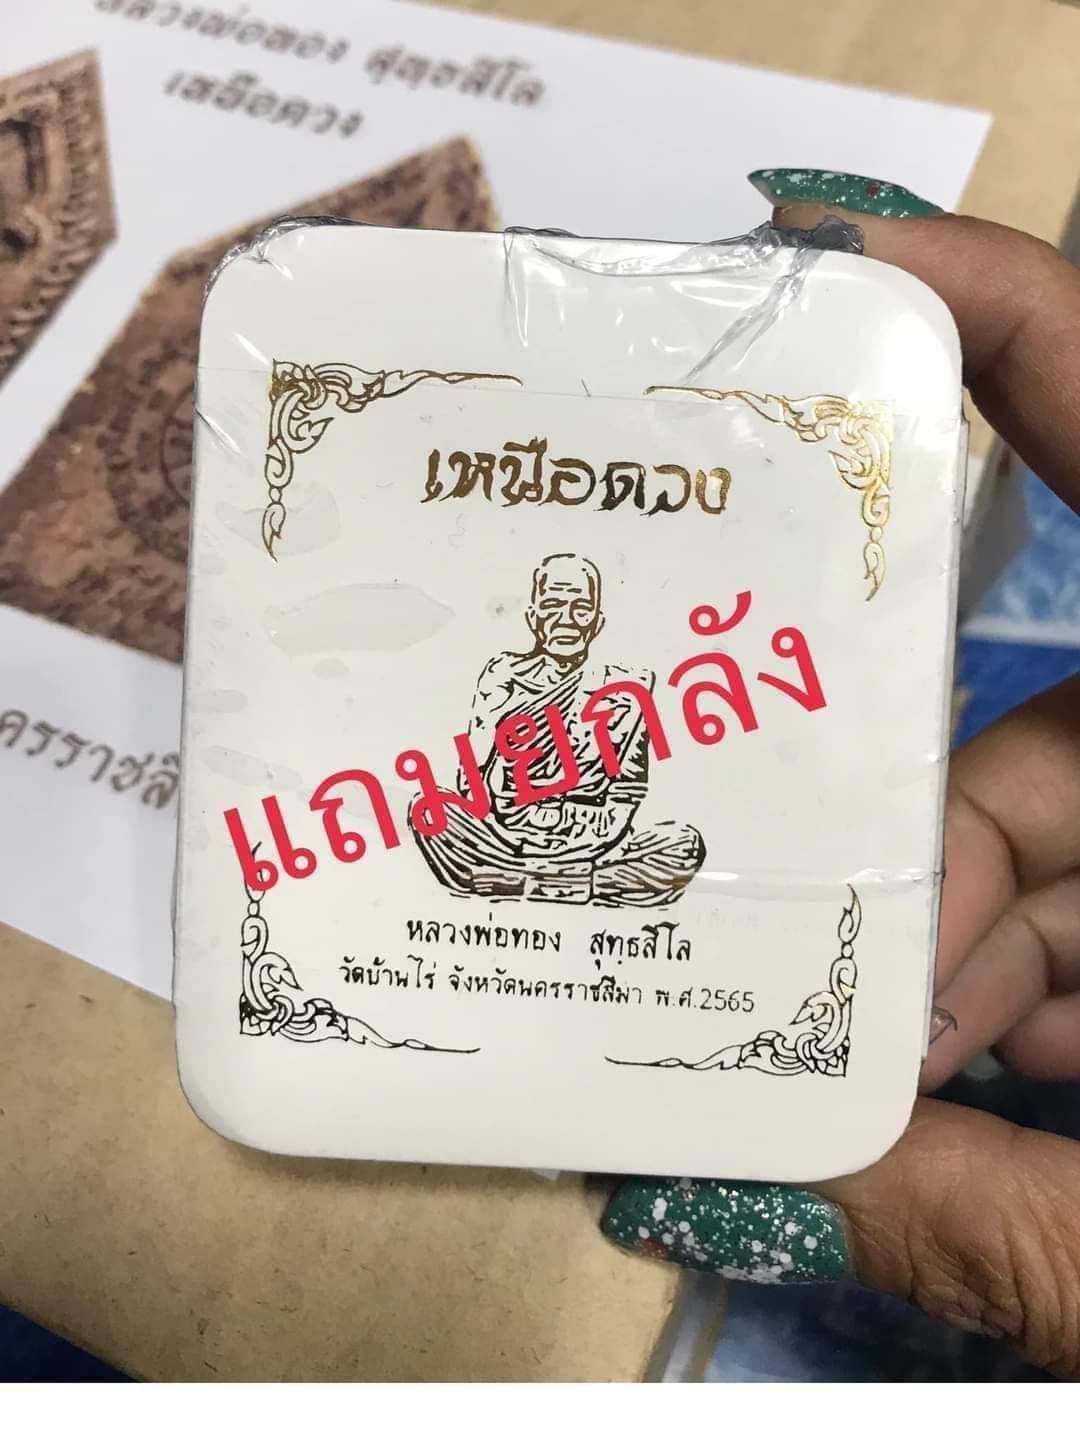 หลวงพ่อทอง สุทธสีโล
เหนือดวง
เหนือดวง
แถมยกลัง
หลวงพ่อทอง สุทฺธสีโล
วัดบ้านไร่ จังหวัดนครราชสีมา พ.ศ.2565